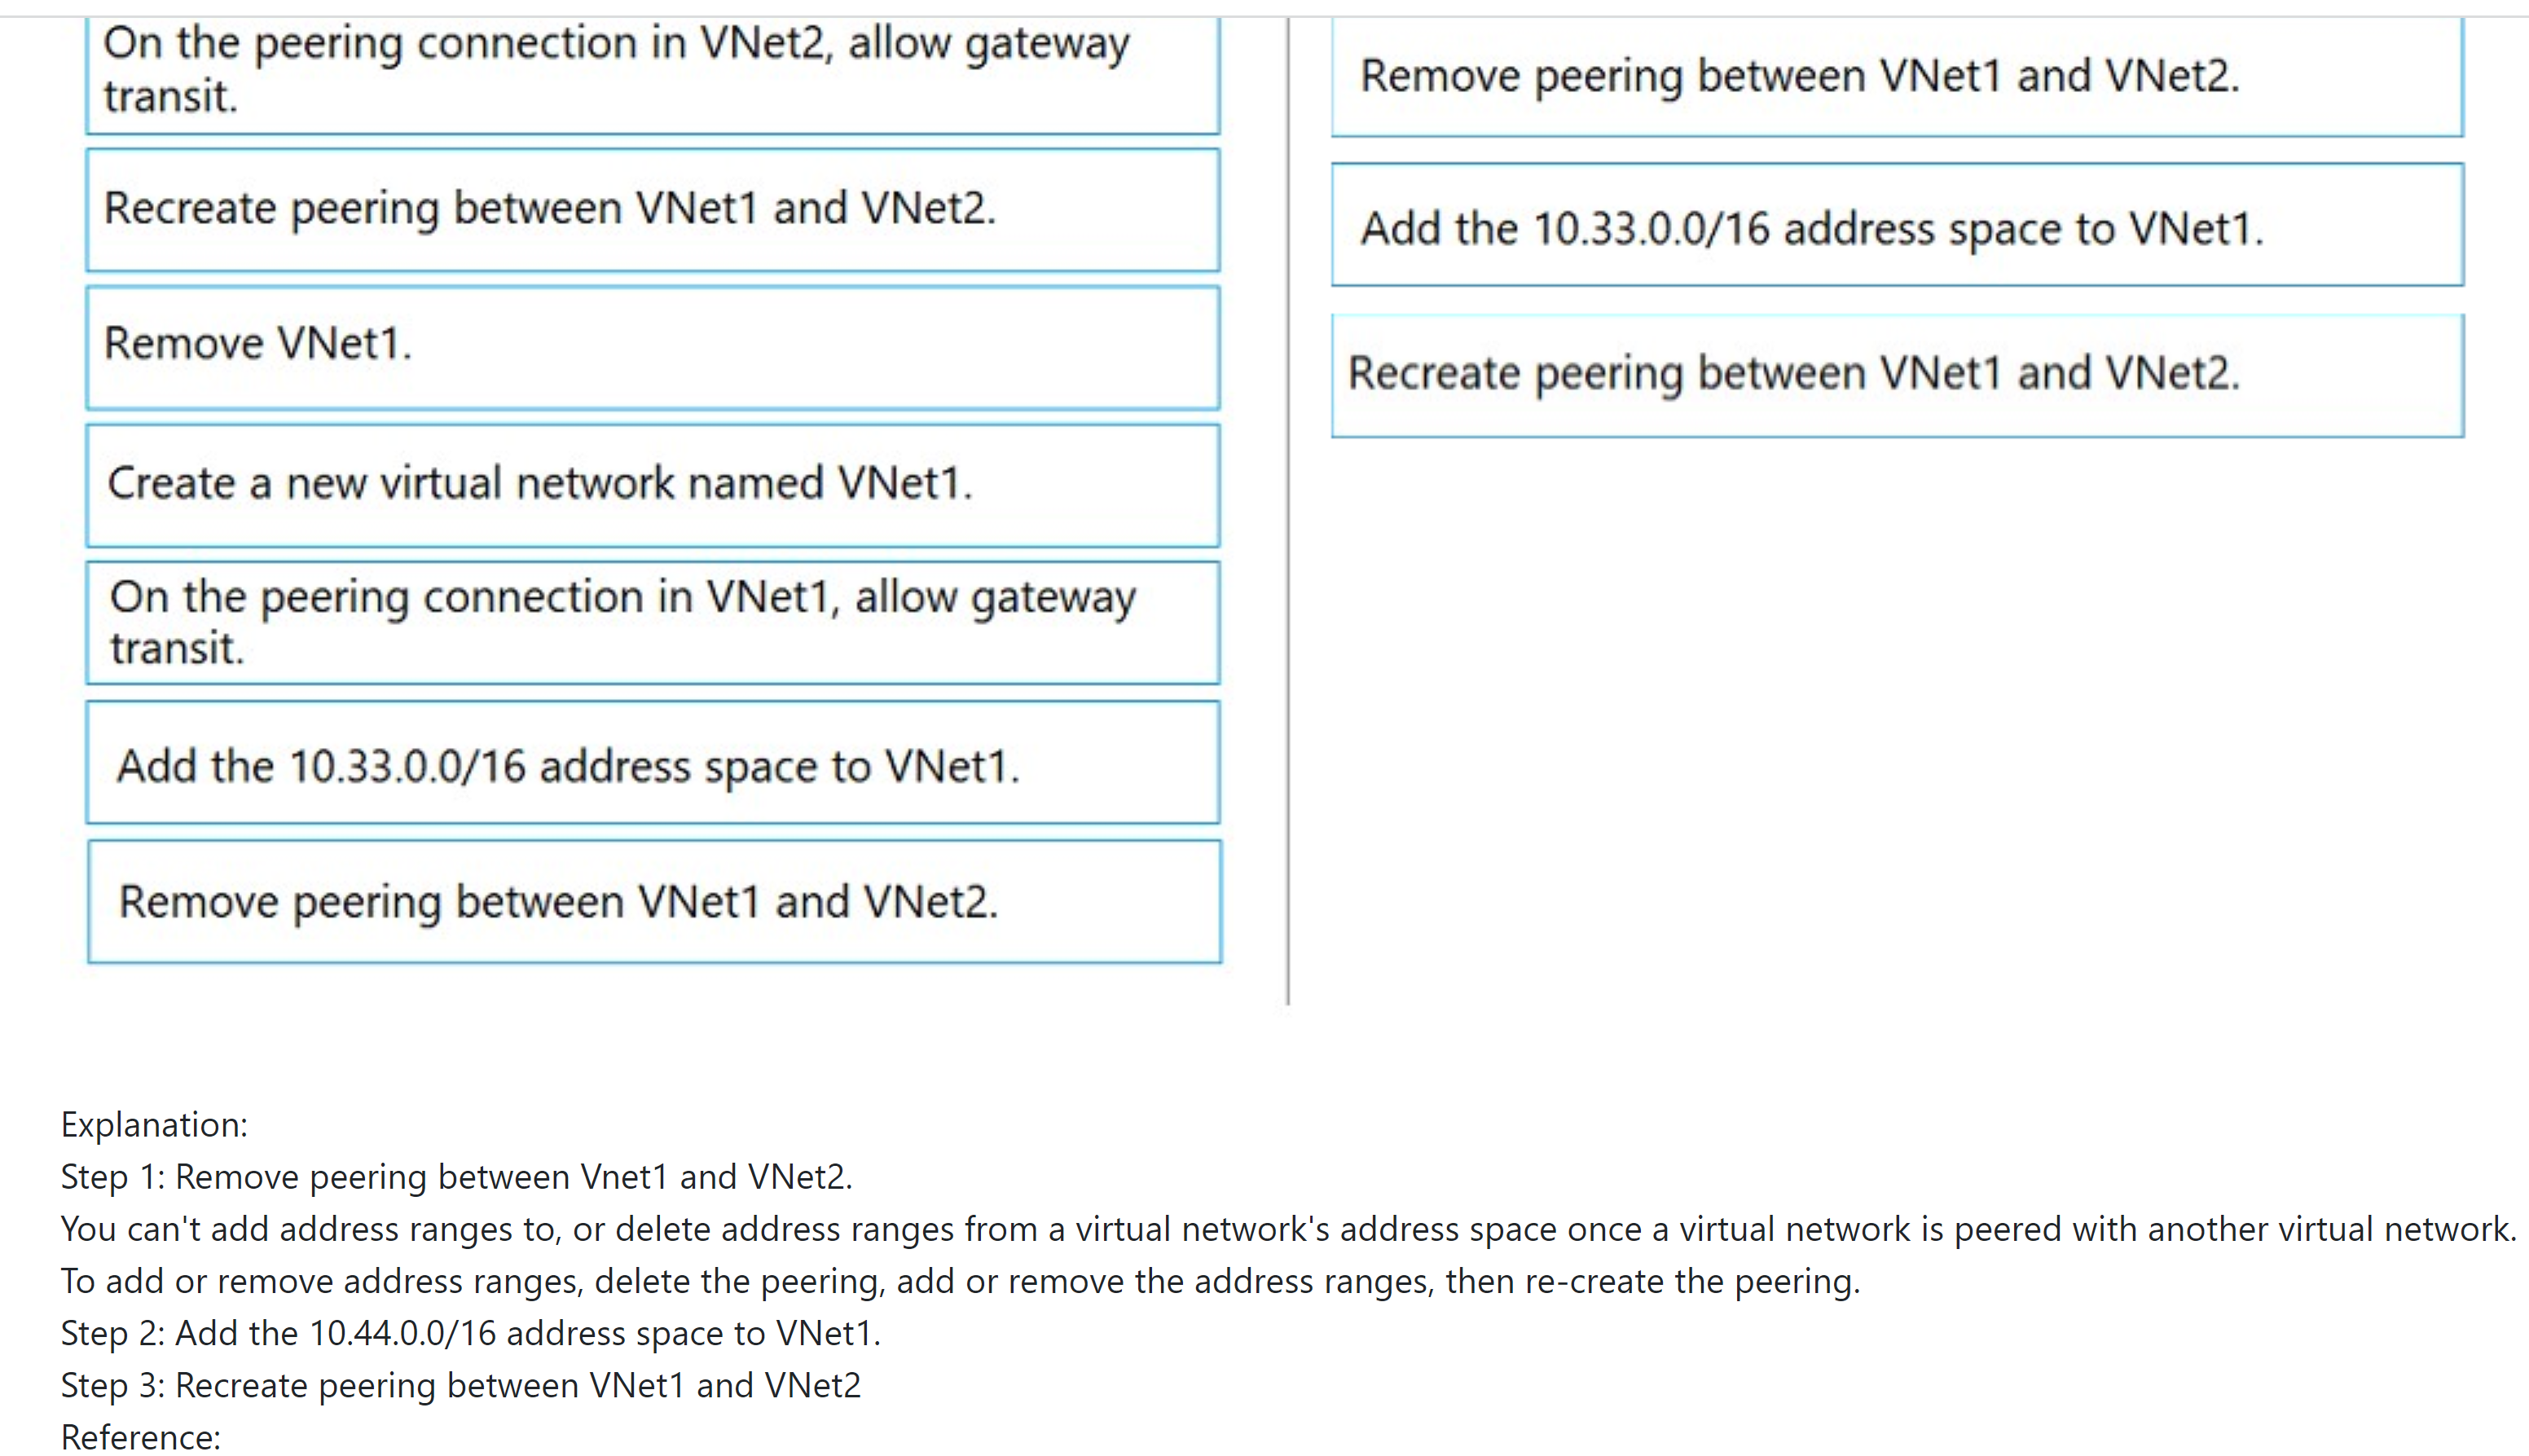 On the peering connection in VNet2, allow gateway
transit.
Recreate peering between VNet1 and VNet2.
Remove VNet1.
Create a new virtual network named VNet1.
On the peering connection in VNet1, allow gateway
transit.
Add the 10.33.0.0/16 address space to VNet1.
Remove peering between VNet1 and VNet2.
Remove peering between VNet1 and VNet2.
Add the 10.33.0.0/16 address space to VNet1.
Recreate peering between VNet1 and VNet2.
Explanation:
Step 1: Remove peering between Vnet1 and VNet2.
You can't add address ranges to, or delete address ranges from a virtual network's address space once a virtual network is peered with another virtual network.
To add or remove address ranges, delete the peering, add or remove the address ranges, then re-create the peering.
Step 2: Add the 10.44.0.0/16 address space to VNet1.
Step 3: Recreate peering between VNet1 and VNet2
Reference: